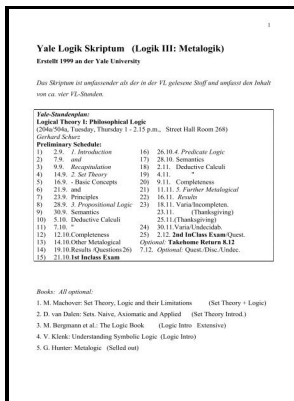 1
Yale Logik Skriptum (Logik III: Metalogik)
Erstellt 1999 an der Yale University
Das Skriptum ist umfassender als der in der VL gelesene Stoff und umfasst den Inhalt
von ca. vier VL-Stunden.
Yale-Stundenplan:
Logical Theory I: Philosophical Logic
(204a/504a, Tuesday, Thursday 1 - 2.15 p.m., Street Hall Room 268)
Gerhard Schurz
Preliminary Schedule:
1) 2.9. 1. Introduction 16) 26.10. 4. Predicate Logic
2) 7.9. and 17) 28.10. Semantics
3) 9.9. Recapitulation 18) 2.11. Deductive Calculi
4) 14.9. 2. Set Theory 19) 4.11. "
5) 16.9. - Basic Concepts 20) 9.11. Completeness
6) 21.9. and 21) 11.11. 5. Further Metalogical
7) 23.9. Principles 22) 16.11. Results
8) 28.9. 3. Propositional Logic 23) 18.11. Varia/Incompleten.
9) 30.9. Semantics 23.11. (Thanksgiving)
10) 5.10. Deductive Calculi 25.11.(Thanksgiving)
11) 7.10. " 24) 30.11.Varia/Undecidab.
12) 12.10.Completeness 25) 2.12. 2nd InClass Exam/Quest.
13) 14.10.Other Metalogical Optional: Takehome Return 8.12
14) 19.10.Results /Questions26) 7.12. Optional: Quest./Disc./Undec.
15) 21.10.1st Inclass Exam
Books: All optional:
1. M. Machover: Set Theory, Logic and their Limitations (Set Theory + Logic)
2. D. van Dalen: Sets. Naive, Axiomatic and Applied (Set Theory Introd.)
3. M. Bergmann et al.: The Logic Book (Logic Intro Extensive)
4. V. Klenk: Understanding Symbolic Logic (Logic Intro)
5. G. Hunter: Metalogic (Selled out)